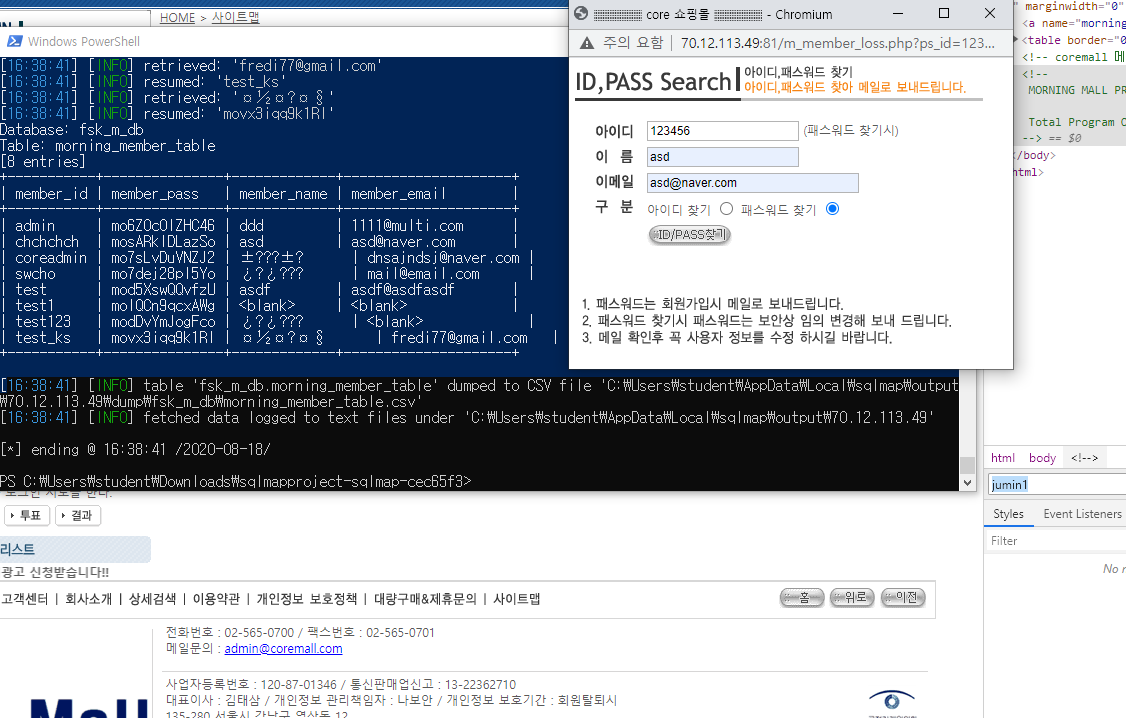 HOME > 사이트맵
Windows PowerShell
[16:38:41] [INFO] retrieved: 'fredi77@gmail.com'
[16:38:41] [INFO] resumed: 'test_ks'
[16:38:41] [INFO] retrieved: '¤½¤?¤§'
[16:38:41] [INFO] resumed: 'movx3iqq9k1RI'
Database: fsk_m_db
Table: morning_member_table
[8 entries]
| member_id | member_pass | member_name | member_email |
| admin | mo6ZOcOIZHC46 | ddd | 1111@multi.com |
| chchchch | mosARkIDLazSo | asd | asd@naver.com |
| coreadmin | mo7sLvDuVNZJ2 | ±???±? | dnsajndsj@naver.com |
| swcho | mo7dej28pI5Yo | ¿?¿??? | mail@email.com |
| test | mod5XswQQvfzU | asdf | asdf@asdfasdf |
| test1 | molQCn9qcxAWg | <blank> | <blank> |
| test123 | modDvYmJogFco | ¿?¿??? | <blank> |
| test_ks | movx3iqq9k1RI | ¤½¤?¤§ | fredi77@gmail.com |
[16:38:41] [INFO] table 'fsk_m_db.morning_member_table' dumped to CSV file 'C:₩Users₩student₩AppData₩Local₩sqlmap₩output
₩70.12.113.49₩dump₩fsk_m_db₩morning_member_table.csv'
[16:38:41] [INFO] fetched data logged to text files under 'C:₩Users₩student₩AppData₩Local₩sqlmap₩output₩70.12.113.49'
[*] ending @ 16:38:41 /2020-08-18/
PS C:₩Users₩student₩Downloads₩sqlmapproject-sqlmap-cec65f3>
core 쇼핑몰 - Chromium
주의 요함 | 70.12.113.49:81/m_member_loss.php?ps_id=123...
ID,PASS Search
아이디,패스워드 찾기
아이디,패스워드 찾아 메일로 보내드립니다.
아이디 123456 (패스워드 찾기시)
이 름 asd
이메일 asd@naver.com
구 분 아이디 찾기 패스워드 찾기
ID/PASS찾기
1. 패스워드는 회원가입시 메일로 보내드립니다.
2. 패스워드 찾기시 패스워드는 보안상 임의 변경해 보내 드립니다.
3. 메일 확인후 꼭 사용자 정보를 수정 하시길 바랍니다.
marginwidth="0"
<a name="morning
<table border="0
<!-- coremall 메
<!--
MORNING MALL PR
Total Program C
--> == $0
</body>
html>
html body <!-->
jumin1
Styles Event Listeners
Filter
No
투표 결과
리스트
광고 신청받습니다!!
고객센터 | 회사소개 | 상세검색 | 이용약관 | 개인정보 보호정책 | 대량구매&제휴문의 | 사이트맵
홈 위로 이전
전화번호 : 02-565-0700 / 팩스번호 : 02-565-0701
메일문의 : admin@coremall.com
사업자등록번호 : 120-87-01346 / 통신판매업신고 : 13-22362710
대표이사 : 김태삼 / 개인정보 관리책임자 : 나보안 / 개인정보 보호기간 : 회원탈퇴시
135-280 서울시 강남구 역삼동 12
Mall